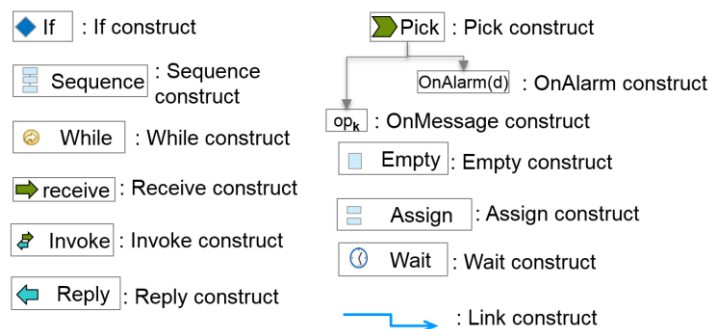 If : If construct
Sequence : Sequence
construct
While : While construct
receive : Receive construct
Invoke : Invoke construct
Reply : Reply construct
Pick : Pick construct
OnAlarm(d) : OnAlarm construct
opk : OnMessage construct
Empty : Empty construct
Assign : Assign construct
Wait : Wait construct
: Link construct